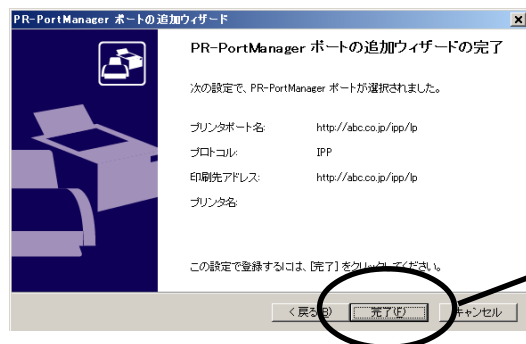 PR-PortManager ポートの追加ウィザード
PR-PortManager ポートの追加ウィザードの完了
次の設定で、PR-PortManager ポートが選択されました。
プリンタポート名: http://abc.co.jp/ipp/lp
プロトコル: IPP
印刷先アドレス: http://abc.co.jp/ipp/lp
プリンタ名:
この設定で登録するには、[完了] をクリックしてください。
< 戻る(B) 完了(F) キャンセル